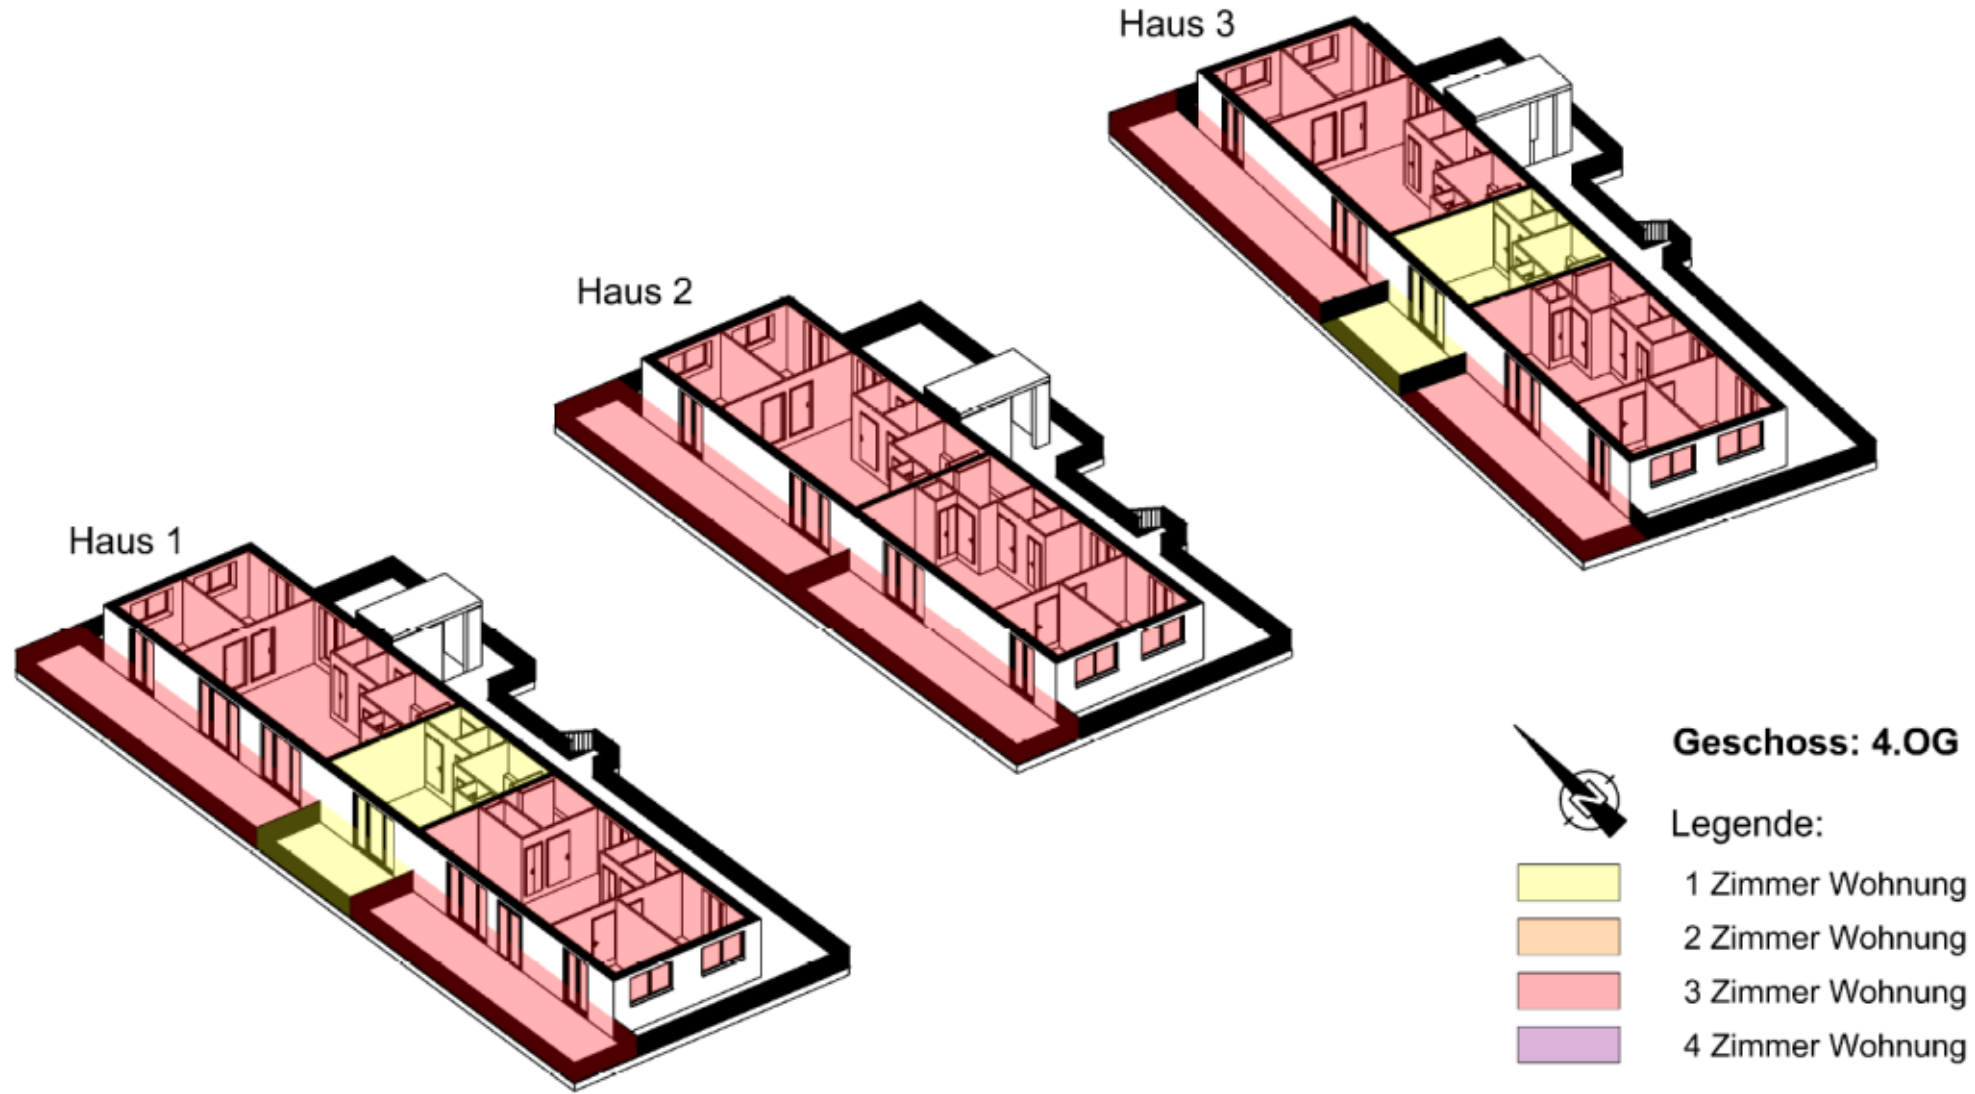 Haus 3
Haus 2
Haus 1
N
Geschoss: 4.OG
Legende:
1 Zimmer Wohnung
2 Zimmer Wohnung
3 Zimmer Wohnung
4 Zimmer Wohnung